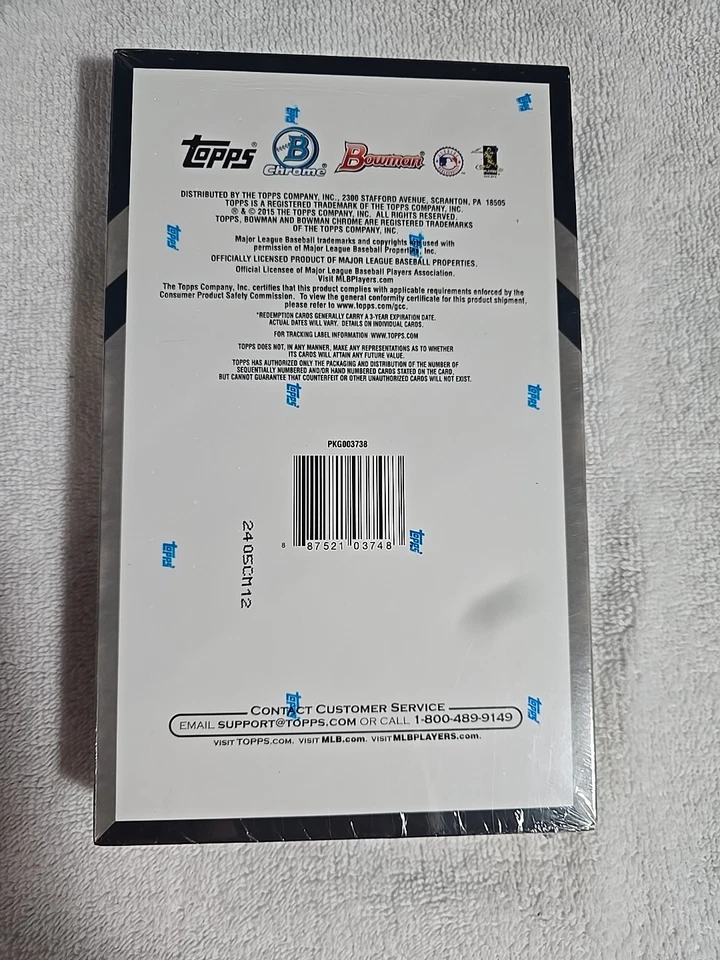 Topps® B Chrome® Bowman®
DISTRIBUTED BY THE TOPPS COMPANY, INC., 2300 STAFFORD AVENUE, SCRANTON, PA 18505
TOPPS IS A REGISTERED TRADEMARK OF THE TOPPS COMPANY, INC.
® & © 2015 THE TOPPS COMPANY, INC. ALL RIGHTS RESERVED.
TOPPS, BOWMAN AND BOWMAN CHROME ARE REGISTERED TRADEMARKS
OF THE TOPPS COMPANY, INC.
Major League Baseball trademarks and copyrights are used with
permission of Major League Baseball Properties, Inc.
OFFICIALLY LICENSED PRODUCT OF MAJOR LEAGUE BASEBALL PROPERTIES.
Official Licensee of Major League Baseball Players Association.
Visit MLBPlayers.com
The Topps Company, Inc. certifies that this product complies with applicable requirements enforced by the
Consumer Product Safety Commission. To view the general conformity certificate for this product shipment,
please refer to www.topps.com/gcc.
*REDEMPTION CARDS GENERALLY CARRY A 3-YEAR EXPIRATION DATE.
ACTUAL DATES WILL VARY. DETAILS ON INDIVIDUAL CARDS.
FOR TRACKING LABEL INFORMATION WWW.TOPPS.COM
TOPPS DOES NOT, IN ANY MANNER, MAKE ANY REPRESENTATIONS AS TO WHETHER
ITS CARDS WILL ATTAIN ANY FUTURE VALUE.
TOPPS HAS AUTHORIZED ONLY THE PACKAGING AND DISTRIBUTION OF THE NUMBER OF
SEQUENTIALLY NUMBERED AND/OR HAND NUMBERED CARDS STATED ON THE CARD.
BUT CANNOT GUARANTEE THAT COUNTERFEIT OR OTHER UNAUTHORIZED CARDS WILL NOT EXIST.
PKG003738
8 87521 03748
2405CM12
CONTACT CUSTOMER SERVICE
EMAIL SUPPORT@TOPPS.COM OR CALL 1-800-489-9149
VISIT TOPPS.COM. VISIT MLB.com. VISIT MLBPLAYERS.com.
Topps
Topps
Topps
Topps
Topps
Topps
Topps
Topps
Topps
Topps